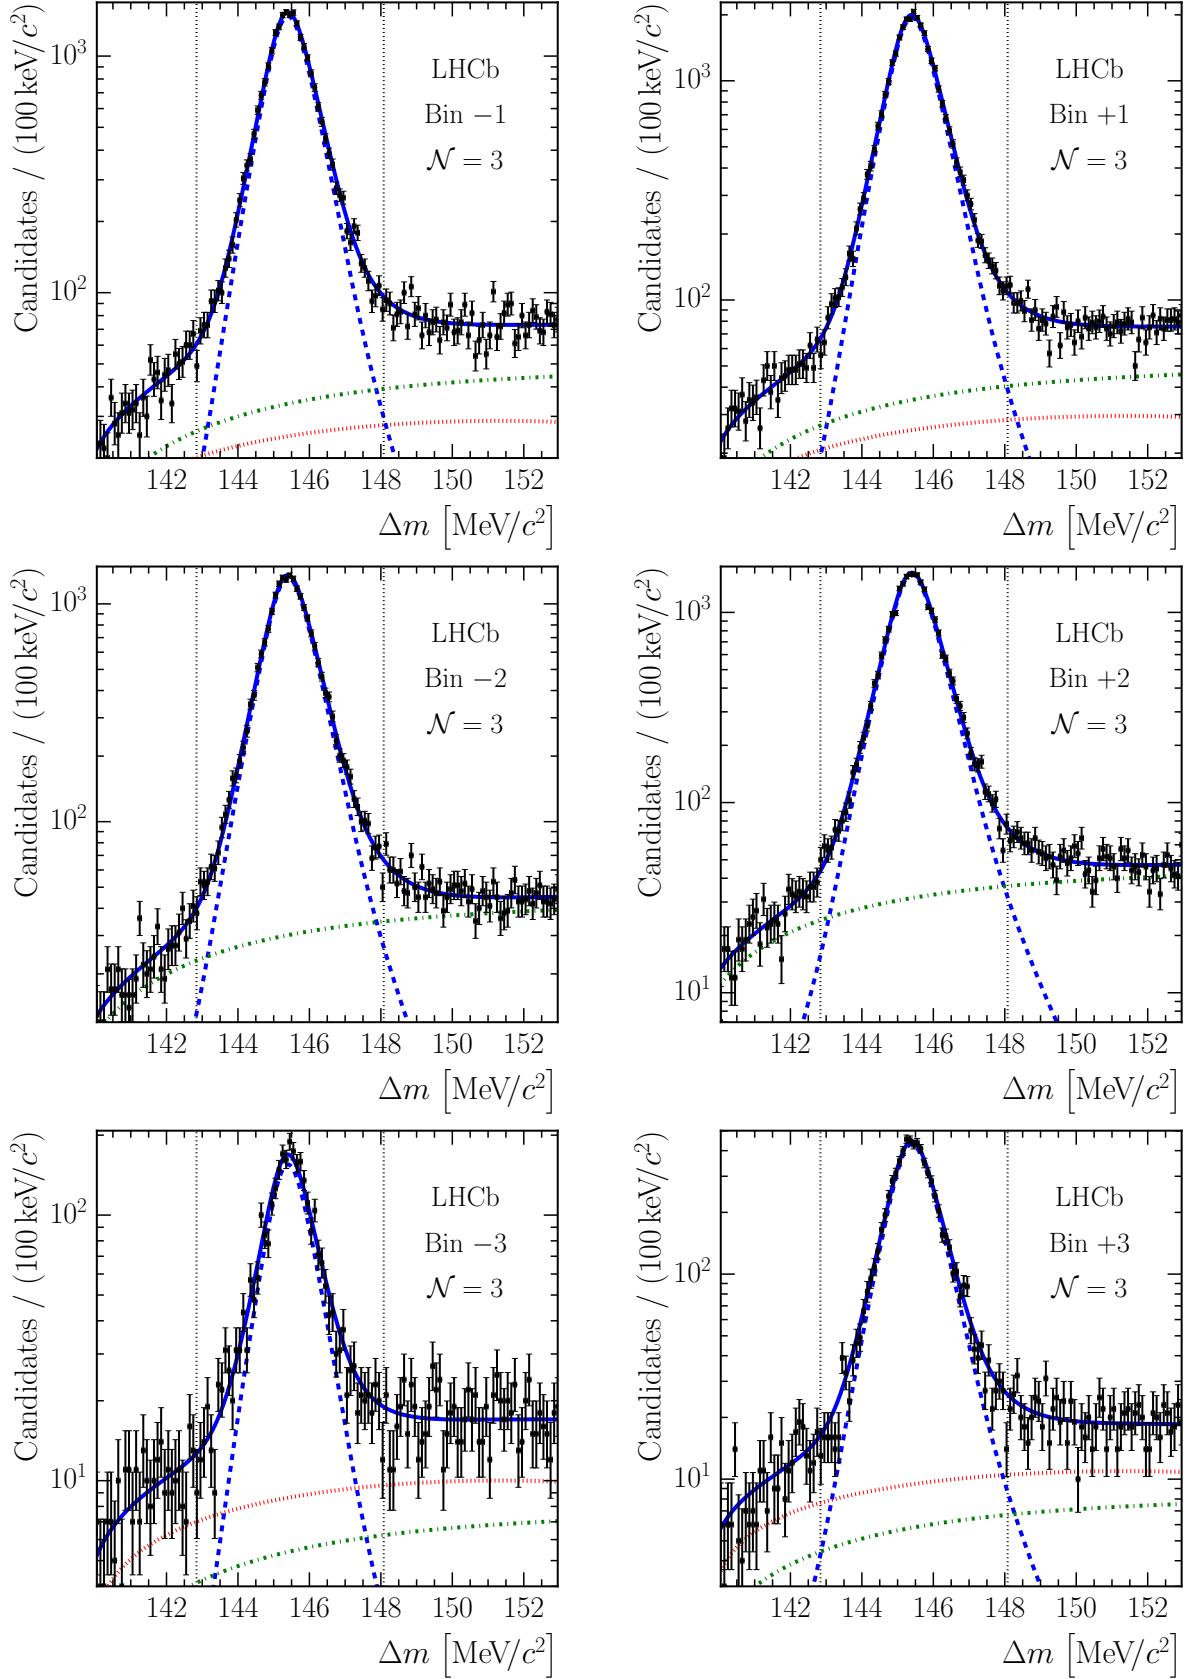 Candidates / (100 keV/c²)
10³
10²
LHCb
Bin −1
𝒩 = 3
142 144 146 148 150 152
Δm [MeV/c²]
Candidates / (100 keV/c²)
10³
10²
LHCb
Bin +1
𝒩 = 3
142 144 146 148 150 152
Δm [MeV/c²]
Candidates / (100 keV/c²)
10³
10²
LHCb
Bin −2
𝒩 = 3
142 144 146 148 150 152
Δm [MeV/c²]
Candidates / (100 keV/c²)
10³
10²
10¹
LHCb
Bin +2
𝒩 = 3
142 144 146 148 150 152
Δm [MeV/c²]
Candidates / (100 keV/c²)
10²
10¹
LHCb
Bin −3
𝒩 = 3
142 144 146 148 150 152
Δm [MeV/c²]
Candidates / (100 keV/c²)
10²
10¹
LHCb
Bin +3
𝒩 = 3
142 144 146 148 150 152
Δm [MeV/c²]